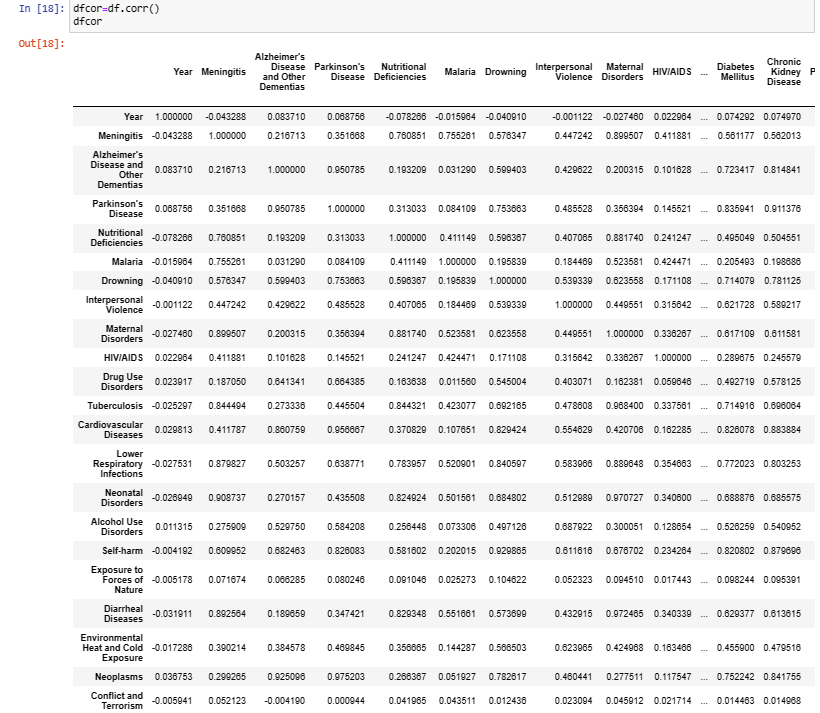 In [18]: dfcor=df.corr()
dfcor
Out[18]:
Year Meningitis Alzheimer's Disease and Other Dementias Parkinson's Disease Nutritional Deficiencies Malaria Drowning Interpersonal Violence Maternal Disorders HIV/AIDS ... Diabetes Mellitus Chronic Kidney Disease P
Year 1.000000 -0.043288 0.083710 0.068756 -0.078266 -0.015964 -0.040910 -0.001122 -0.027460 0.022964 ... 0.074292 0.074970
Meningitis -0.043288 1.000000 0.216713 0.351668 0.760851 0.755261 0.576347 0.447242 0.899507 0.411881 ... 0.561177 0.562013
Alzheimer's Disease and Other Dementias 0.083710 0.216713 1.000000 0.950785 0.193209 0.031290 0.599403 0.429622 0.200315 0.101628 ... 0.723417 0.814841
Parkinson's Disease 0.068756 0.351668 0.950785 1.000000 0.313033 0.084109 0.753663 0.485528 0.356394 0.145521 ... 0.835941 0.911376
Nutritional Deficiencies -0.078266 0.760851 0.193209 0.313033 1.000000 0.411149 0.596367 0.407065 0.881740 0.241247 ... 0.495049 0.504551
Malaria -0.015964 0.755261 0.031290 0.084109 0.411149 1.000000 0.195839 0.184469 0.523581 0.424471 ... 0.205493 0.198686
Drowning -0.040910 0.576347 0.599403 0.753663 0.596367 0.195839 1.000000 0.539339 0.623558 0.171108 ... 0.714079 0.781125
Interpersonal Violence -0.001122 0.447242 0.429622 0.485528 0.407065 0.184469 0.539339 1.000000 0.449551 0.315642 ... 0.621728 0.589217
Maternal Disorders -0.027460 0.899507 0.200315 0.356394 0.881740 0.523581 0.623558 0.449551 1.000000 0.336267 ... 0.617109 0.611581
HIV/AIDS 0.022964 0.411881 0.101628 0.145521 0.241247 0.424471 0.171108 0.315642 0.336267 1.000000 ... 0.289675 0.245579
Drug Use Disorders 0.023917 0.187050 0.641341 0.664385 0.163638 0.011560 0.545004 0.403071 0.162381 0.059646 ... 0.492719 0.578125
Tuberculosis -0.025297 0.844494 0.273336 0.445504 0.844321 0.423077 0.692165 0.478608 0.968400 0.337561 ... 0.714916 0.696064
Cardiovascular Diseases 0.029813 0.411787 0.860759 0.956667 0.370829 0.107651 0.829424 0.554629 0.420706 0.162285 ... 0.826078 0.883884
Lower Respiratory Infections -0.027531 0.879827 0.503257 0.638771 0.783957 0.520901 0.840597 0.583966 0.889648 0.354663 ... 0.772023 0.803253
Neonatal Disorders -0.026949 0.908737 0.270157 0.435508 0.824924 0.501561 0.684802 0.512989 0.970727 0.340600 ... 0.688876 0.685575
Alcohol Use Disorders 0.011315 0.275909 0.529750 0.584208 0.256448 0.073306 0.497126 0.687922 0.300051 0.128654 ... 0.526259 0.540952
Self-harm -0.004192 0.609952 0.682463 0.826083 0.581602 0.202015 0.929865 0.611616 0.676702 0.234264 ... 0.820802 0.879696
Exposure to Forces of Nature -0.005178 0.071674 0.066285 0.080246 0.091046 0.025273 0.104622 0.052323 0.094510 0.017443 ... 0.098244 0.095391
Diarrheal Diseases -0.031911 0.892564 0.189659 0.347421 0.829348 0.551661 0.573699 0.432915 0.972465 0.340339 ... 0.629377 0.613615
Environmental Heat and Cold Exposure -0.017286 0.390214 0.384578 0.469845 0.356665 0.144287 0.566503 0.623965 0.424968 0.163466 ... 0.455900 0.479516
Neoplasms 0.036753 0.299265 0.925096 0.975203 0.266367 0.051927 0.782617 0.460441 0.277511 0.117547 ... 0.752242 0.841755
Conflict and Terrorism -0.005941 0.052123 -0.004190 0.000944 0.041965 0.043511 0.012436 0.023094 0.045912 0.021714 ... 0.014463 0.014968